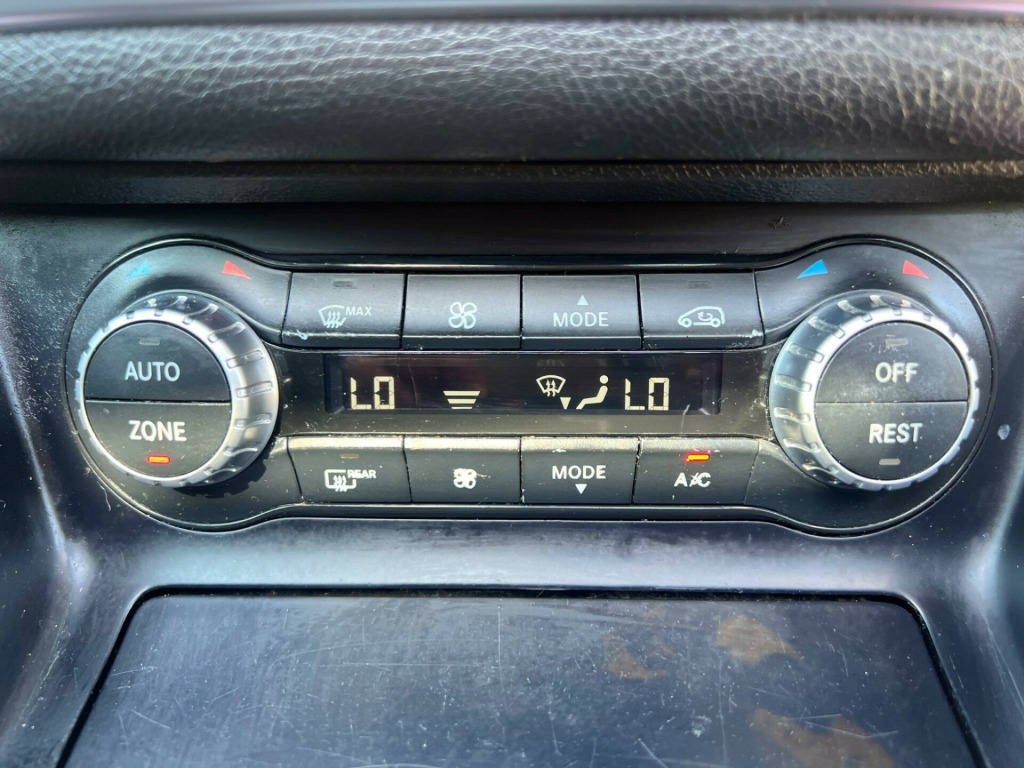 MAX
MODE
AUTO
OFF
LO
LO
ZONE
REST
REAR
MODE
A/C